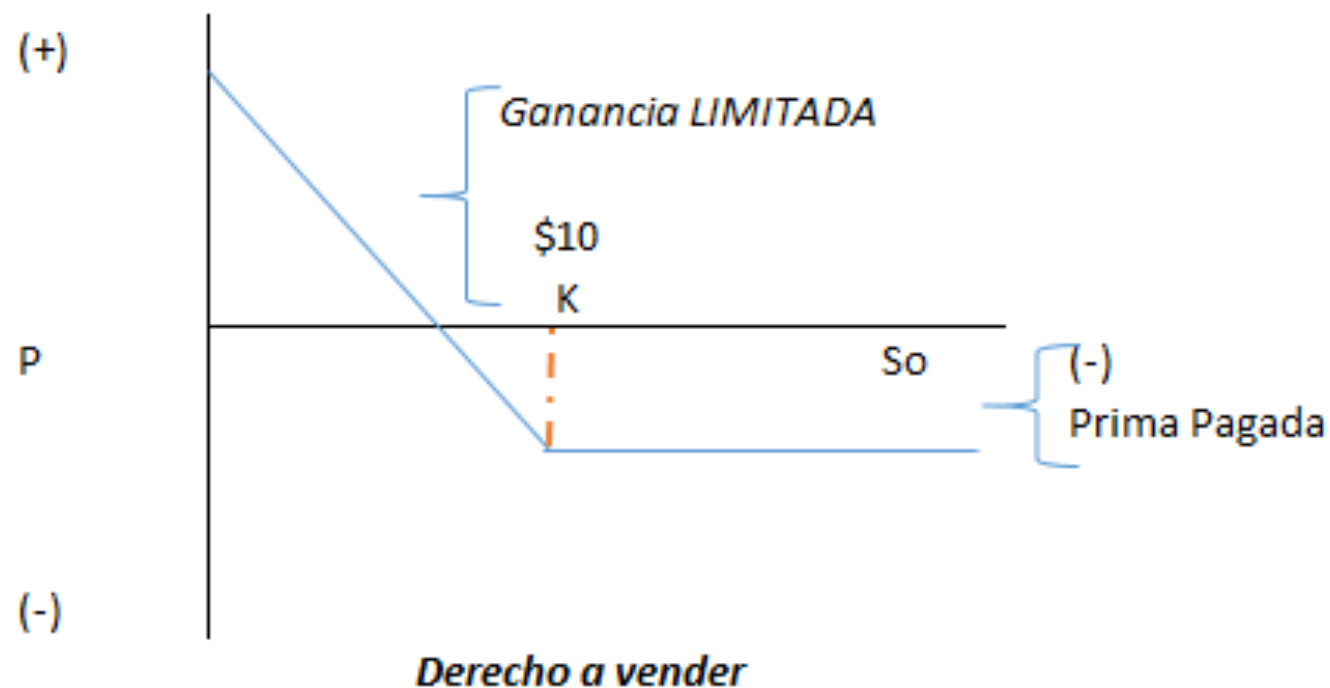 (+)
Ganancia LIMITADA
$10
K
P
So
(-)
Prima Pagada
(-)
Derecho a vender